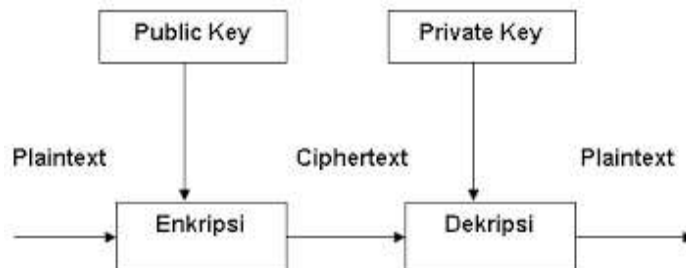 Public Key
Private Key
Plaintext
Ciphertext
Plaintext
Enkripsi
Dekripsi